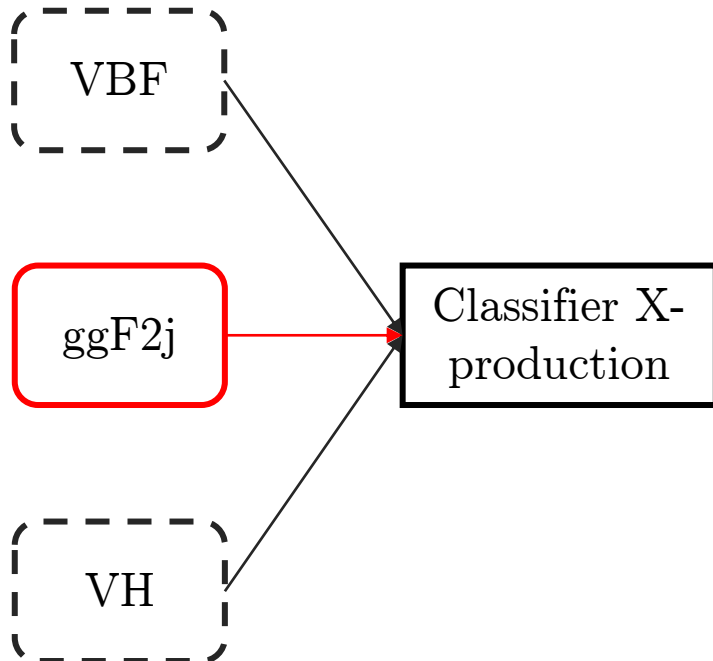 VBF
ggF2j
Classifier X-
production
VH